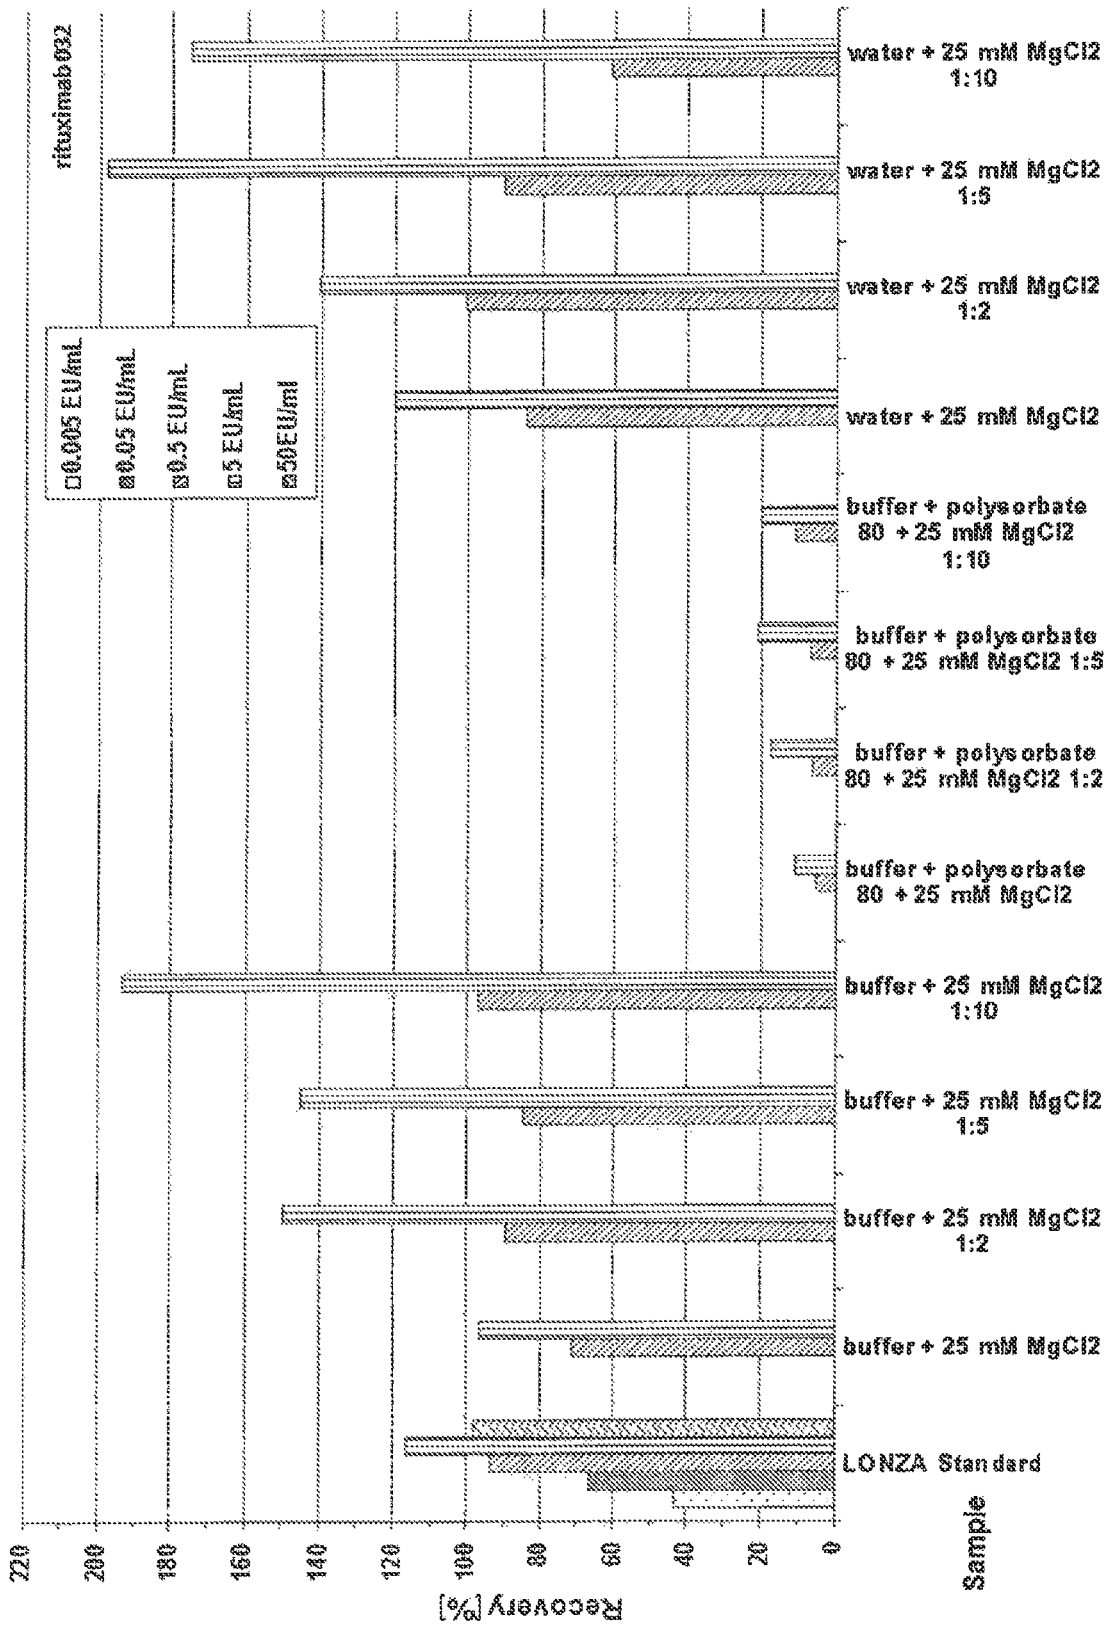 rituximab 032
0.005 EU/mL
0.05 EU/mL
0.5 EU/mL
5 EU/mL
50EU/ml
Recovery [%]
220
200
180
160
140
120
100
80
60
40
20
0
Sample
LONZA Standard
buffer + 25 mM MgCl2
buffer + 25 mM MgCl2
1:2
buffer + 25 mM MgCl2
1:5
buffer + 25 mM MgCl2
1:10
buffer + polysorbate
80 + 25 mM MgCl2
buffer + polysorbate
80 + 25 mM MgCl2 1:2
buffer + polysorbate
80 + 25 mM MgCl2 1:5
buffer + polysorbate
80 + 25 mM MgCl2
1:10
water + 25 mM MgCl2
water + 25 mM MgCl2
1:2
water + 25 mM MgCl2
1:5
water + 25 mM MgCl2
1:10